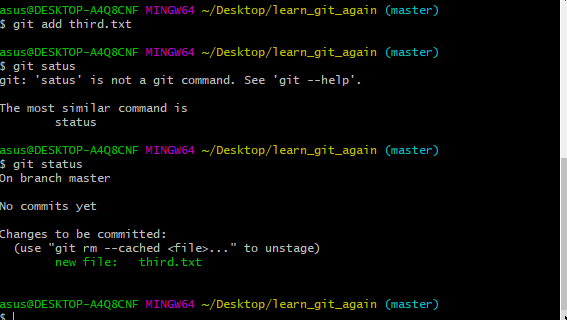 asus@DESKTOP-A4Q8CNF MINGW64 ~/Desktop/learn_git_again (master)
$ git add third.txt
asus@DESKTOP-A4Q8CNF MINGW64 ~/Desktop/learn_git_again (master)
$ git satus
git: 'satus' is not a git command. See 'git --help'.
The most similar command is
status
asus@DESKTOP-A4Q8CNF MINGW64 ~/Desktop/learn_git_again (master)
$ git status
On branch master
No commits yet
Changes to be committed:
(use "git rm --cached <file>..." to unstage)
new file: third.txt
asus@DESKTOP-A4Q8CNF MINGW64 ~/Desktop/learn_git_again (master)
$